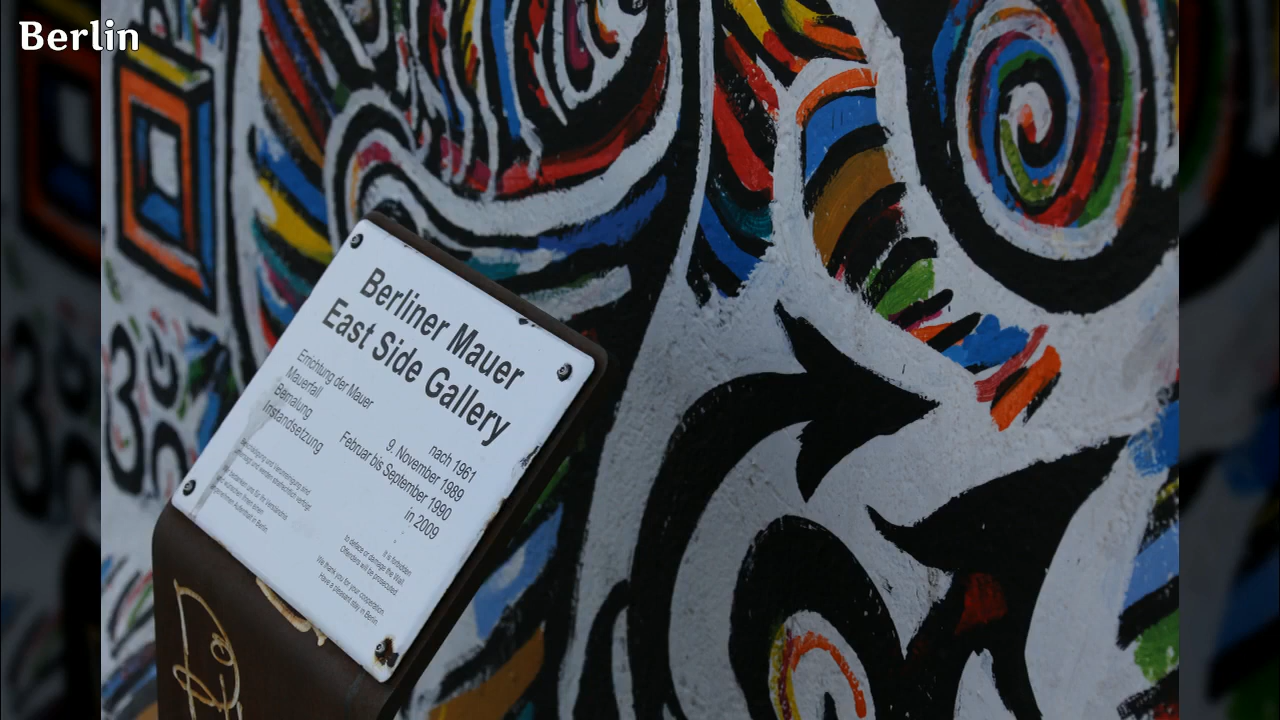 Berlin
Berliner Mauer
East Side Gallery
Errichtung der Mauer nach 1961
Mauerfall 9. November 1989
Bemalung Februar bis September 1990
Instandsetzung in 2009
It is forbidden
to deface or damage the Wall.
Offenders will be prosecuted.
We thank you for your cooperation.
Have a pleasant stay in Berlin.